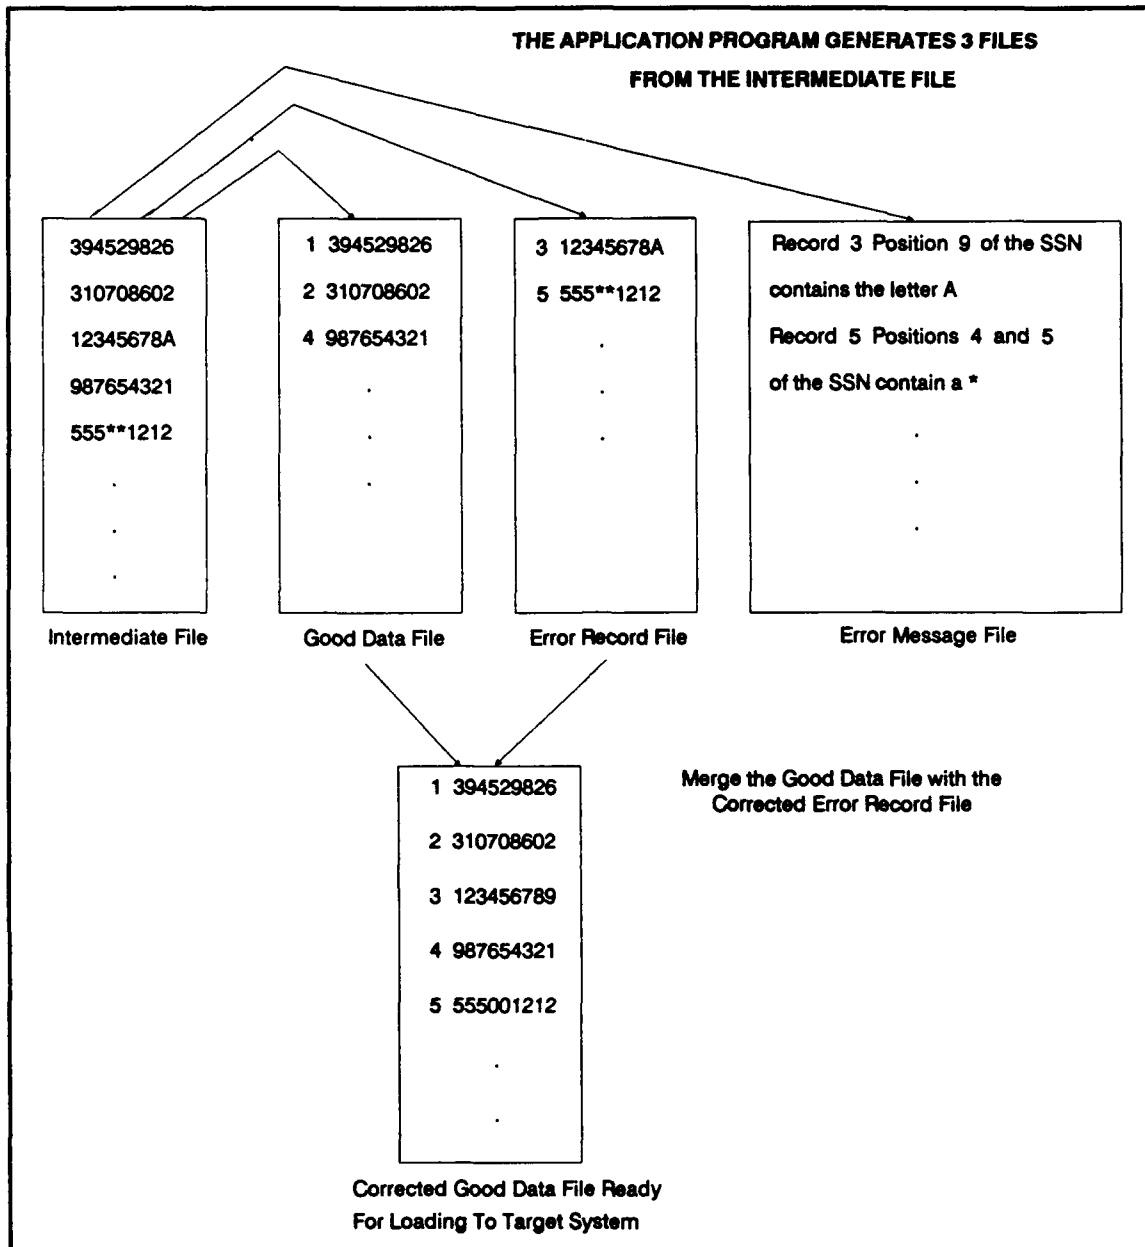 THE APPLICATION PROGRAM GENERATES 3 FILES
FROM THE INTERMEDIATE FILE
394529826
310708602
12345678A
987654321
555**1212
.
.
.
Intermediate File
1 394529826
2 310708602
4 987654321
.
.
.
Good Data File
3 12345678A
5 555**1212
.
.
.
Error Record File
Record 3 Position 9 of the SSN
contains the letter A
Record 5 Positions 4 and 5
of the SSN contain a *
.
.
.
Error Message File
1 394529826
2 310708602
3 123456789
4 987654321
5 555001212
.
.
Merge the Good Data File with the
Corrected Error Record File
Corrected Good Data File Ready
For Loading To Target System